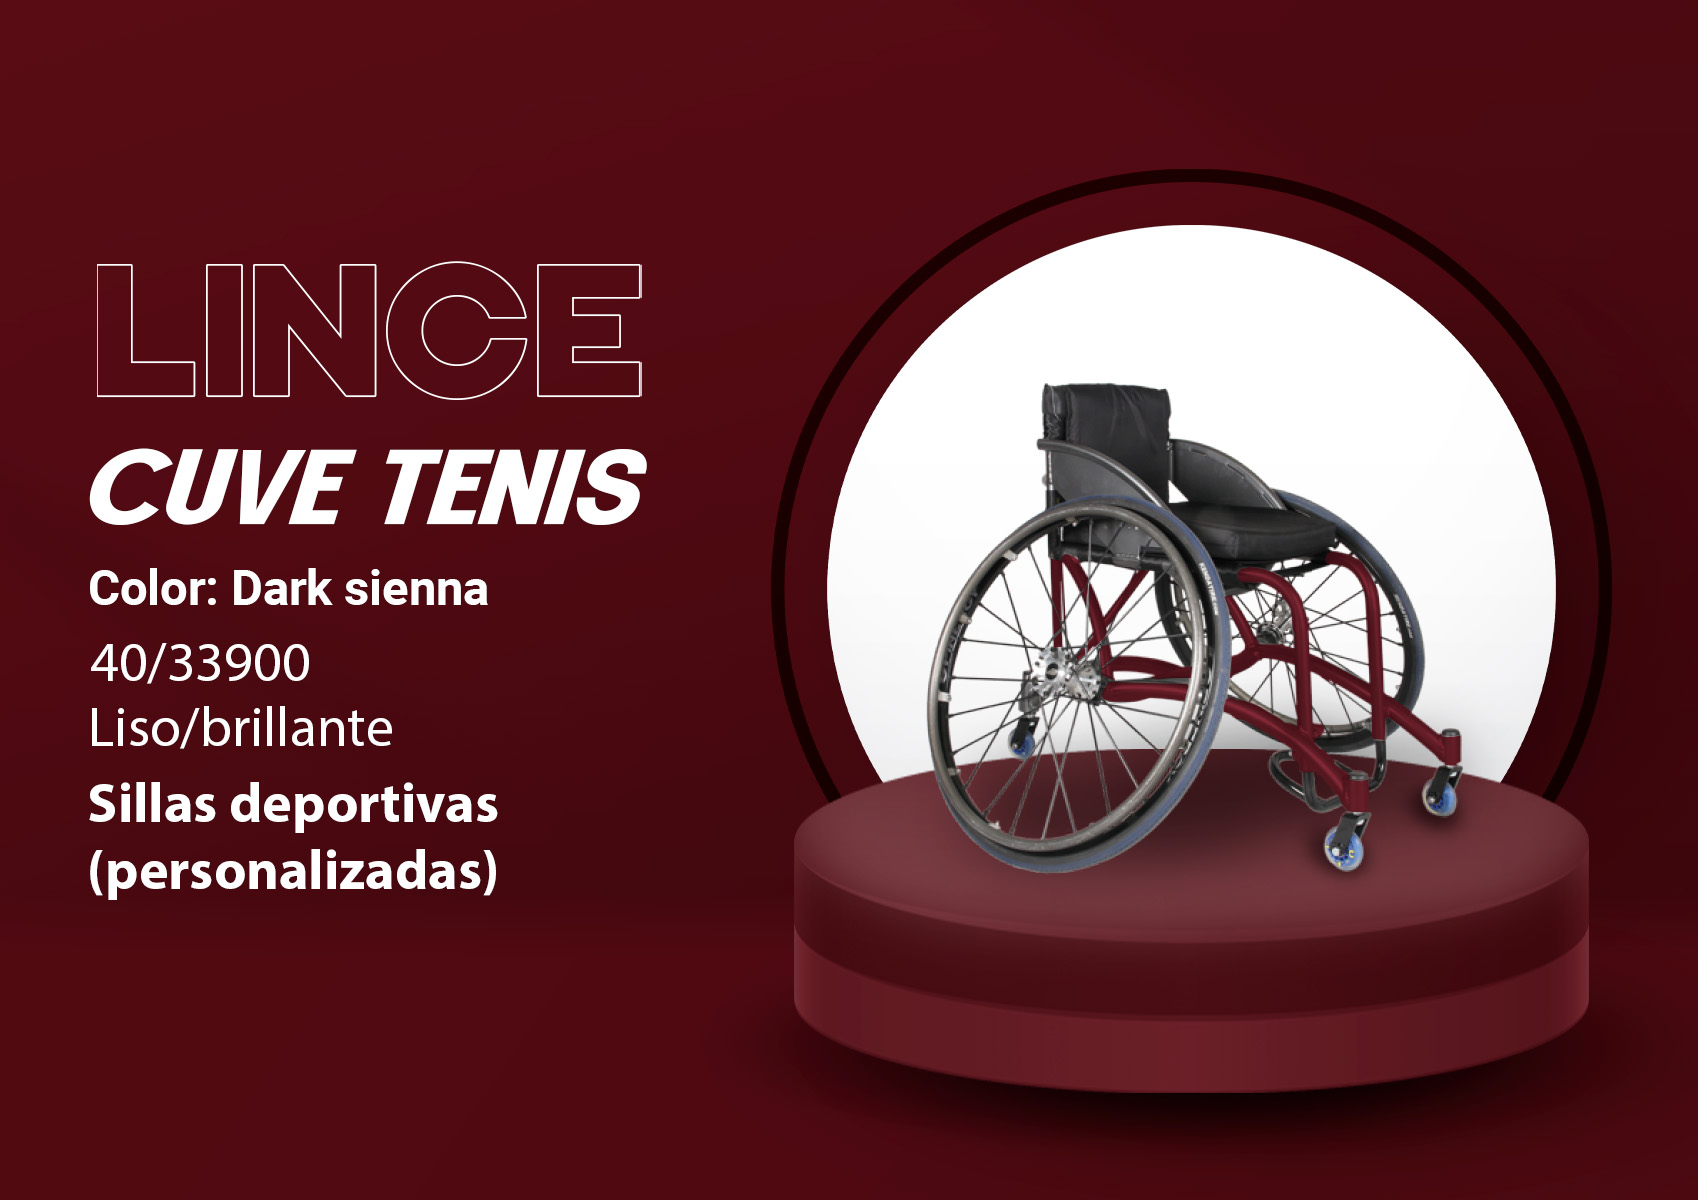 LINCE
CUVE TENIS
Color: Dark sienna
40/33900
Liso/brillante
Sillas deportivas
(personalizadas)